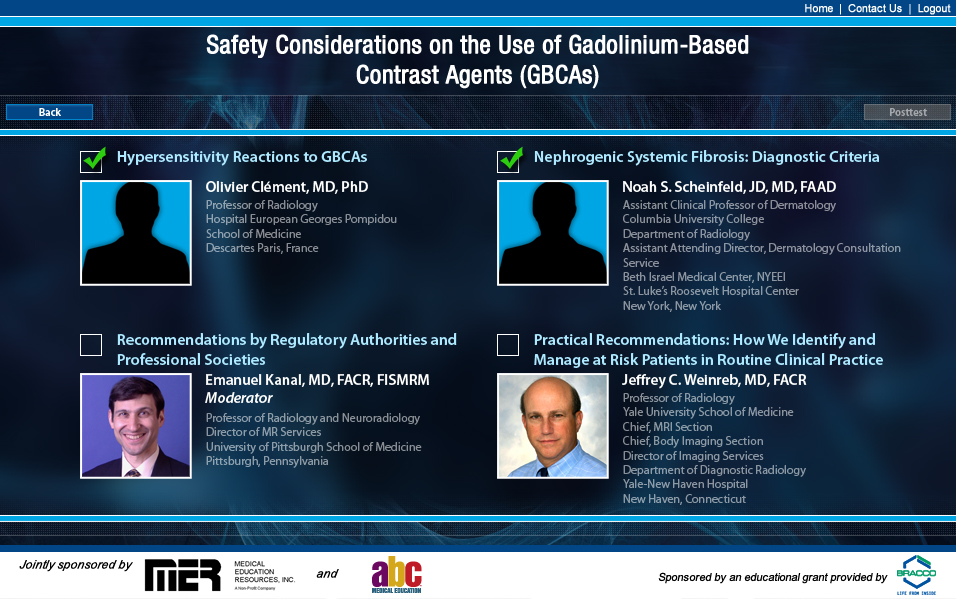 Home | Contact Us | Logout
Safety Considerations on the Use of Gadolinium-Based
Contrast Agents (GBCAs)
Back
Posttest
Hypersensitivity Reactions to GBCAs
Olivier Clément, MD, PhD
Professor of Radiology
Hospital European Georges Pompidou
School of Medicine
Descartes Paris, France
Nephrogenic Systemic Fibrosis: Diagnostic Criteria
Noah S. Scheinfeld, JD, MD, FAAD
Assistant Clinical Professor of Dermatology
Columbia University College
Department of Radiology
Assistant Attending Director, Dermatology Consultation
Service
Beth Israel Medical Center, NYEEI
St. Luke's Roosevelt Hospital Center
New York, New York
Recommendations by Regulatory Authorities and
Professional Societies
Emanuel Kanal, MD, FACR, FISMRM
Moderator
Professor of Radiology and Neuroradiology
Director of MR Services
University of Pittsburgh School of Medicine
Pittsburgh, Pennsylvania
Practical Recommendations: How We Identify and
Manage at Risk Patients in Routine Clinical Practice
Jeffrey C. Weinreb, MD, FACR
Professor of Radiology
Yale University School of Medicine
Chief, MRI Section
Chief, Body Imaging Section
Director of Imaging Services
Department of Diagnostic Radiology
Yale-New Haven Hospital
New Haven, Connecticut
Jointly sponsored by
MER
MEDICAL
EDUCATION
RESOURCES, INC.
A Non-Profit Company
and
abc
MEDICAL EDUCATION
Sponsored by an educational grant provided by
BRACCO
LIFE FROM INSIDE